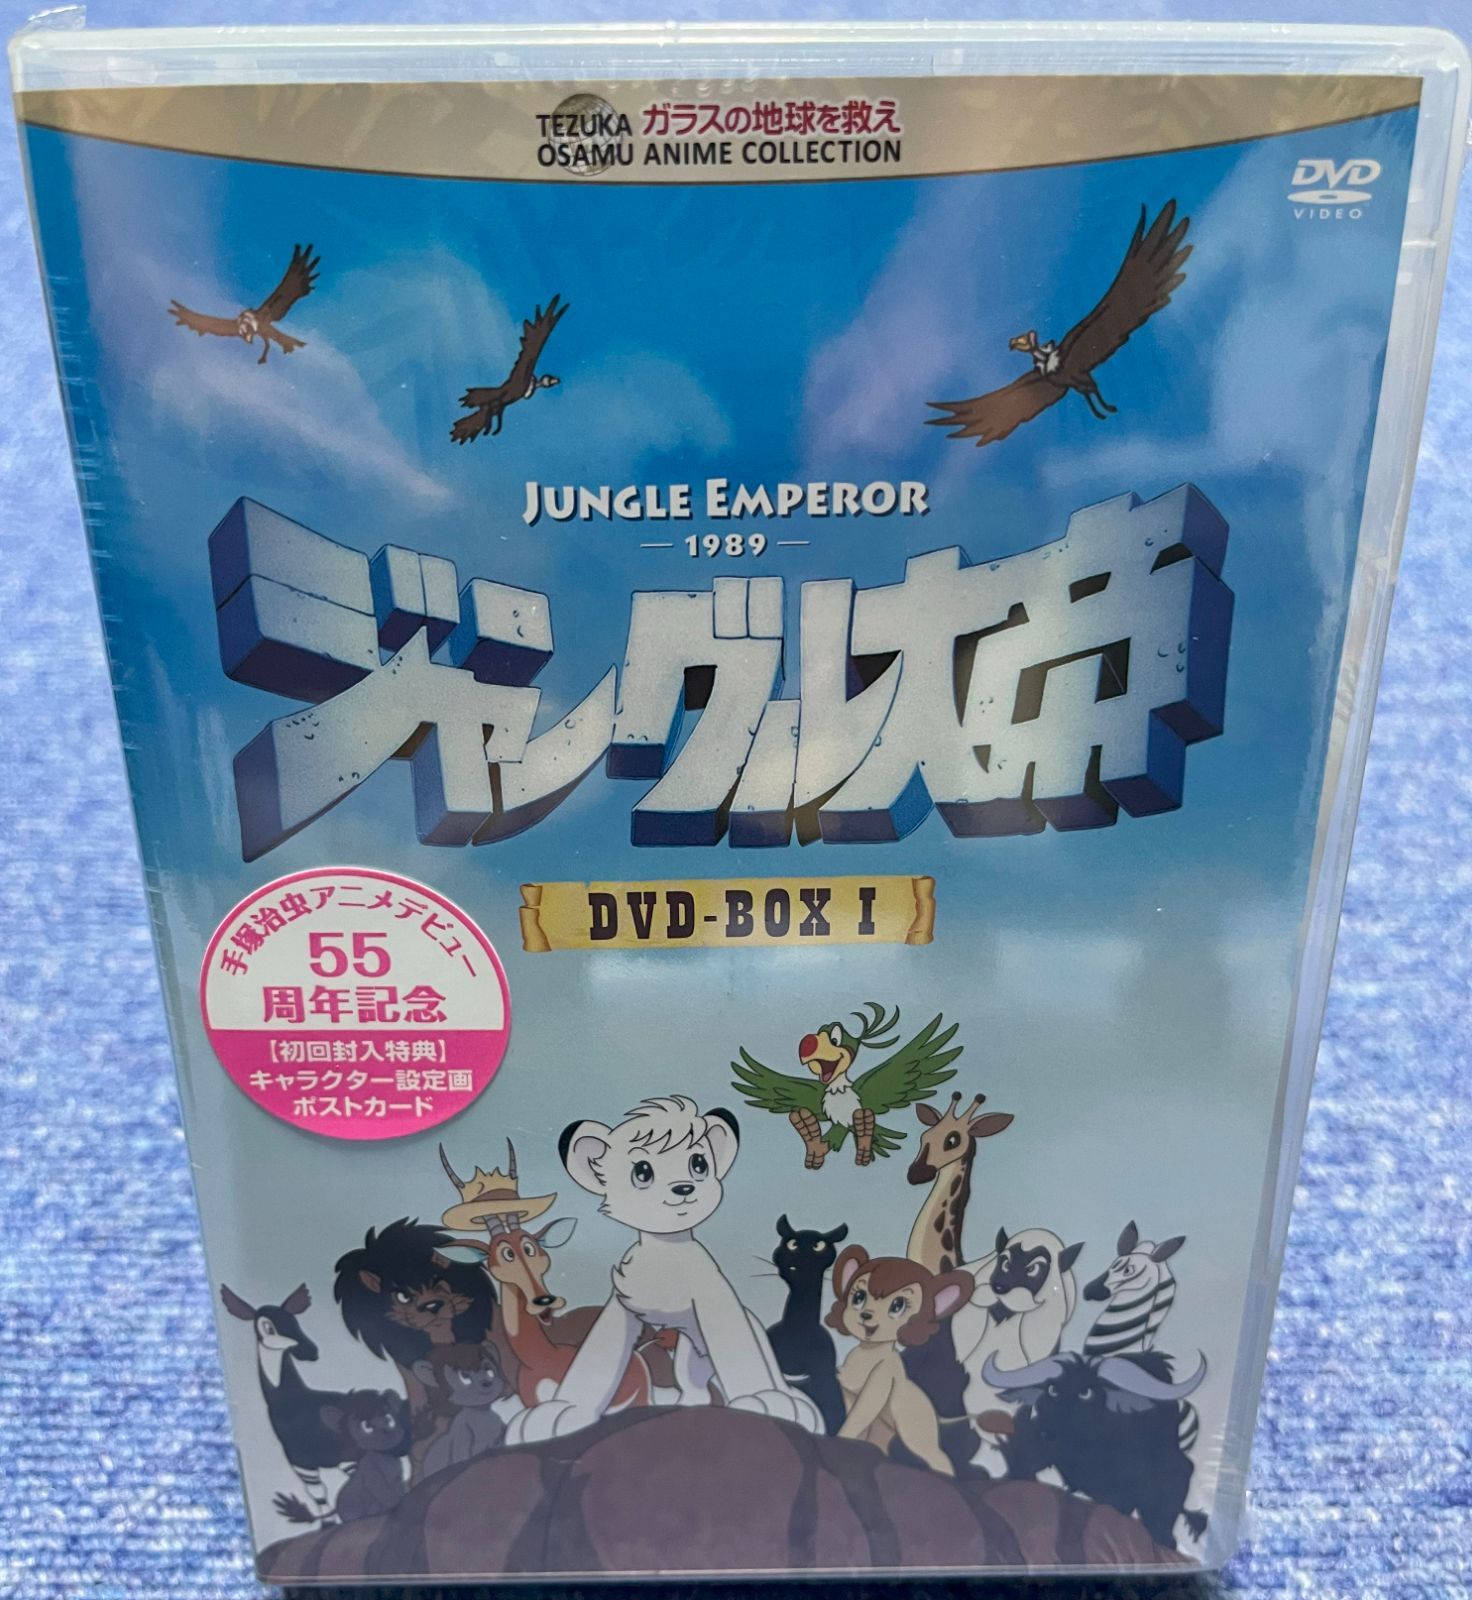 TEZUKA ガラスの地球を救え
OSAMU ANIME COLLECTION
DVD
VIDEO
JUNGLE EMPEROR
— 1989 —
ジャングル大帝
DVD-BOX I
手塚治虫アニメデビュー
55
周年記念
【初回封入特典】
キャラクター設定画
ポストカード